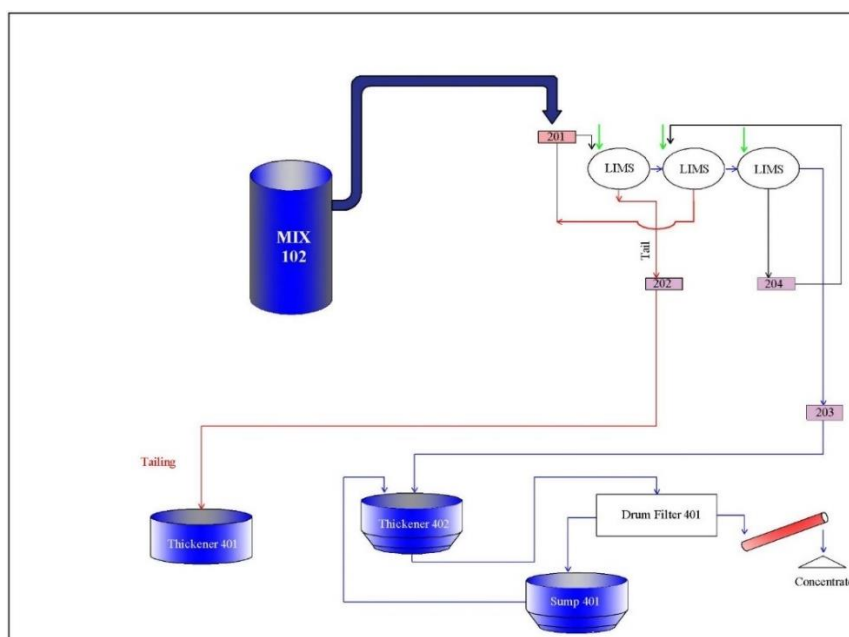 201
LIMS
LIMS
LIMS
MIX
102
Tail
202
204
203
Tailing
Thickener 401
Thickener 402
Drum Filter 401
Sump 401
Concentrate